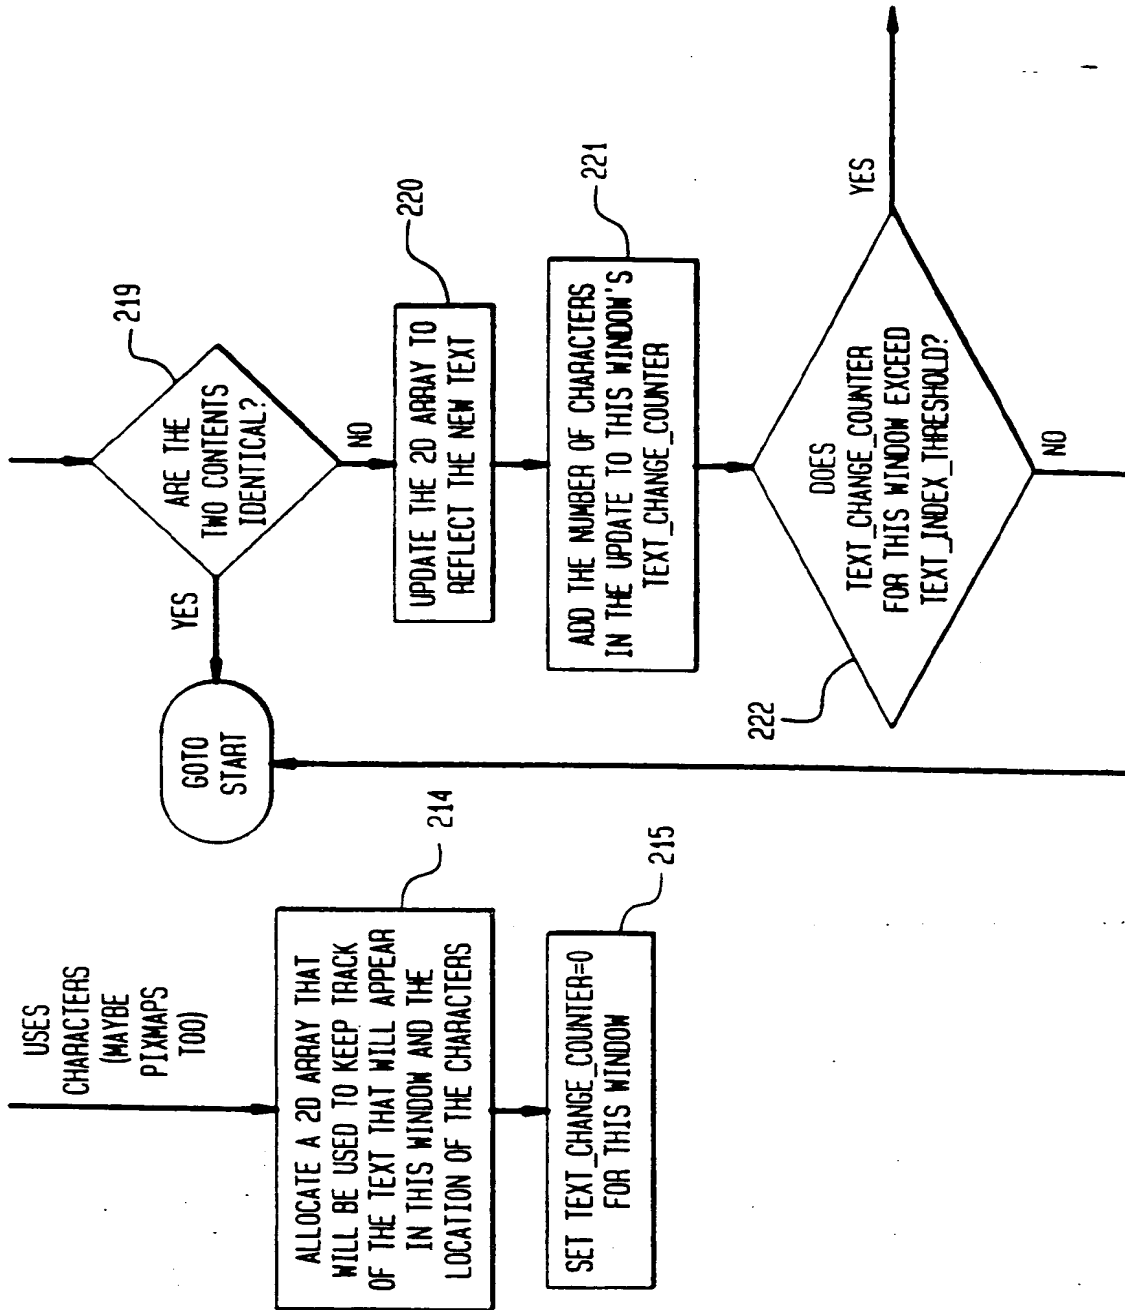 USES
CHARACTERS
(MAYBE
PIXMAPS
TOO)
ALLOCATE A 2D ARRAY THAT
WILL BE USED TO KEEP TRACK
OF THE TEXT THAT WILL APPEAR
IN THIS WINDOW AND THE
LOCATION OF THE CHARACTERS
214
SET TEXT_CHANGE_COUNTER=0
FOR THIS WINDOW
215
ARE THE
TWO CONTENTS
IDENTICAL?
219
YES
GOTO
START
NO
UPDATE THE 2D ARRAY TO
REFLECT THE NEW TEXT
220
ADD THE NUMBER OF CHARACTERS
IN THE UPDATE TO THIS WINDOW'S
TEXT_CHANGE_COUNTER
221
DOES
TEXT_CHANGE_COUNTER
FOR THIS WINDOW EXCEED
TEXT_INDEX_THRESHOLD?
222
YES
NO